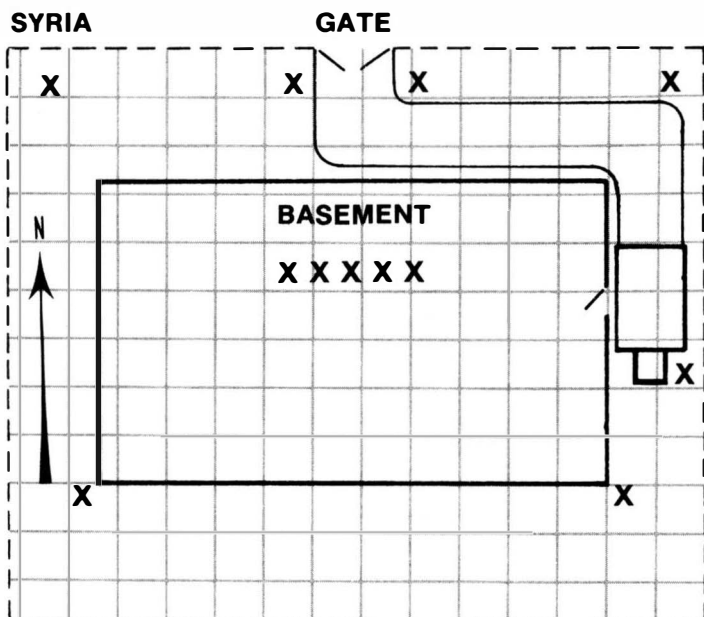 SYRIA GATE
X X X X
BASEMENT
N
X X X X X
X
X X